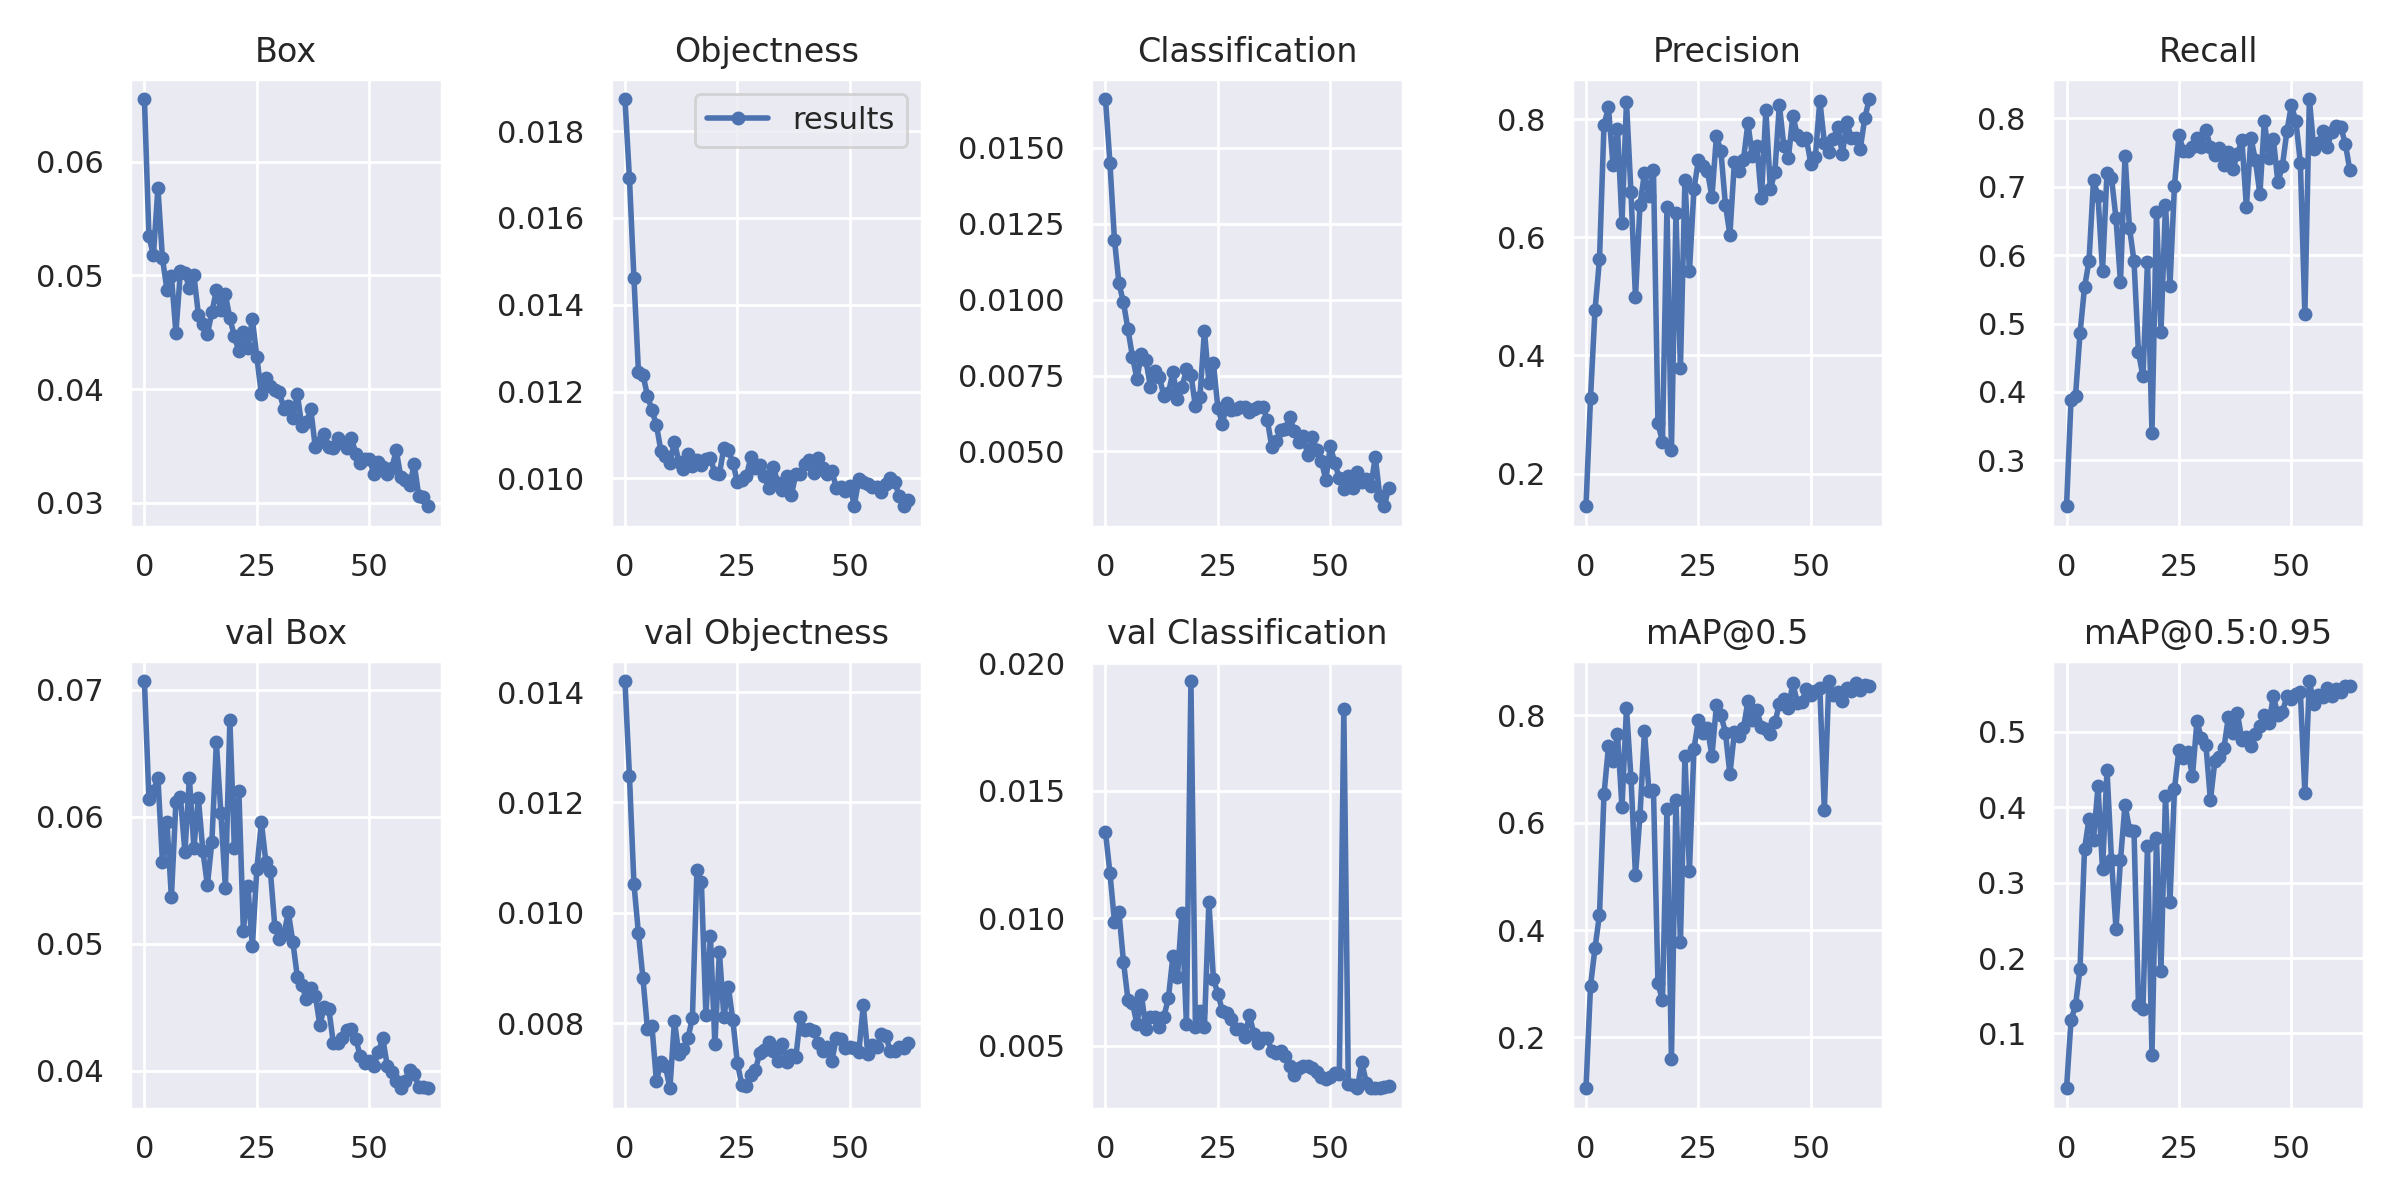 Box
0.06
0.05
0.04
0.03
0 25 50
Objectness
results
0.018
0.016
0.014
0.012
0.010
0 25 50
Classification
0.0150
0.0125
0.0100
0.0075
0.0050
0 25 50
Precision
0.8
0.6
0.4
0.2
0 25 50
Recall
0.8
0.7
0.6
0.5
0.4
0.3
0 25 50
val Box
0.07
0.06
0.05
0.04
0 25 50
val Objectness
0.014
0.012
0.010
0.008
0 25 50
val Classification
0.020
0.015
0.010
0.005
0 25 50
mAP@0.5
0.8
0.6
0.4
0.2
0 25 50
mAP@0.5:0.95
0.5
0.4
0.3
0.2
0.1
0 25 50